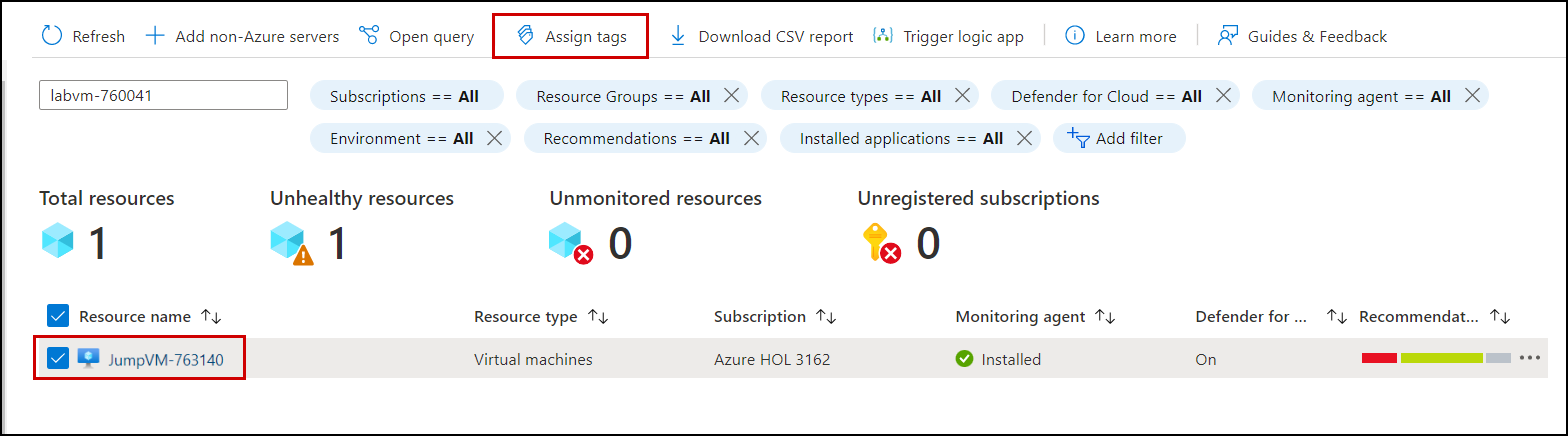 Refresh Add non-Azure servers Open query Assign tags Download CSV report Trigger logic app Learn more Guides & Feedback
labvm-760041 Subscriptions == All Resource Groups == All Resource types == All Defender for Cloud == All Monitoring agent == All
Environment == All Recommendations == All Installed applications == All Add filter
Total resources Unhealthy resources Unmonitored resources Unregistered subscriptions
1 1 0 0
Resource name Resource type Subscription Monitoring agent Defender for ... Recommendat...
JumpVM-763140 Virtual machines Azure HOL 3162 Installed On